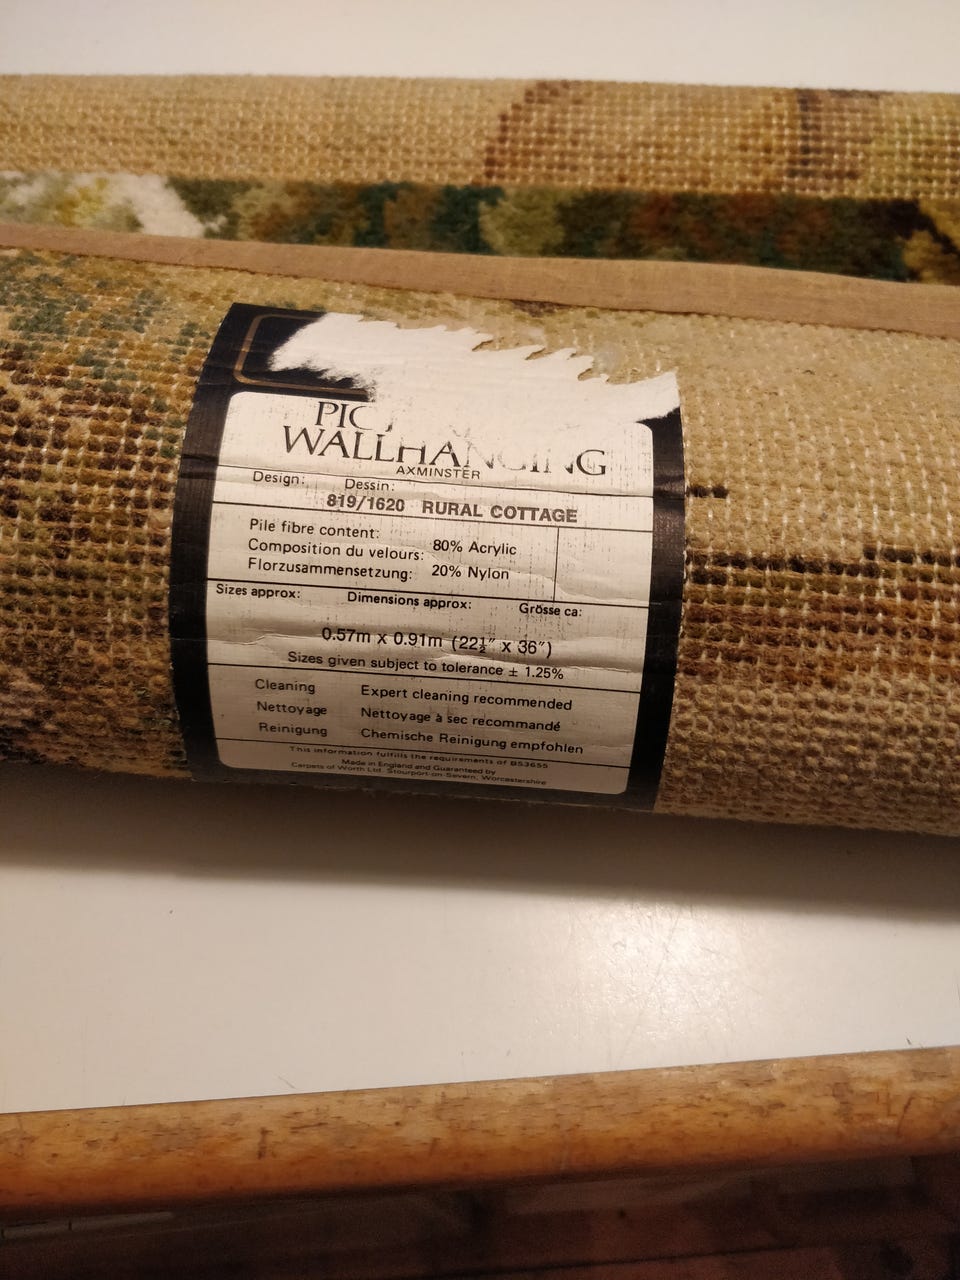 WALLHANGING
AXMINSTER
Design: Dessin:
819/1620 RURAL COTTAGE
Pile fibre content:
Composition du velours: 80% Acrylic
Florzusammensetzung: 20% Nylon
Sizes approx: Dimensions approx: Grösse ca:
0.57m x 0.91m (22½" x 36")
Sizes given subject to tolerance ± 1.25%
Cleaning Expert cleaning recommended
Nettoyage Nettoyage à sec recommandé
Reinigung Chemische Reinigung empfohlen
This information fulfills the requirements of BS3655
Made in England and Guaranteed by
Carpets of Worth Ltd. Stourport-on-Severn, Worcestershire